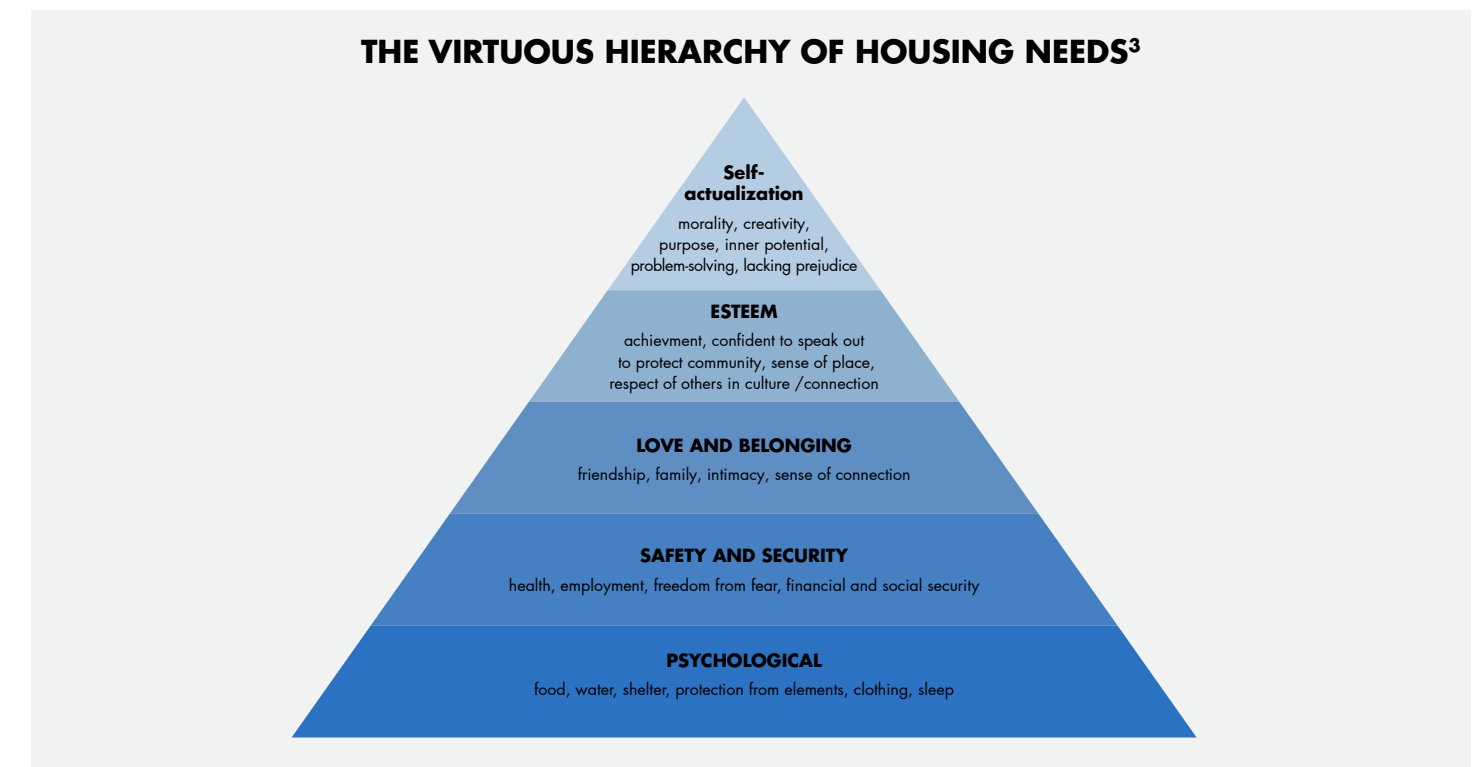 THE VIRTUOUS HIERARCHY OF HOUSING NEEDS³
Self-
actualization
morality, creativity,
purpose, inner potential,
problem-solving, lacking prejudice
ESTEEM
achievment, confident to speak out
to protect community, sense of place,
respect of others in culture /connection
LOVE AND BELONGING
friendship, family, intimacy, sense of connection
SAFETY AND SECURITY
health, employment, freedom from fear, financial and social security
PSYCHOLOGICAL
food, water, shelter, protection from elements, clothing, sleep